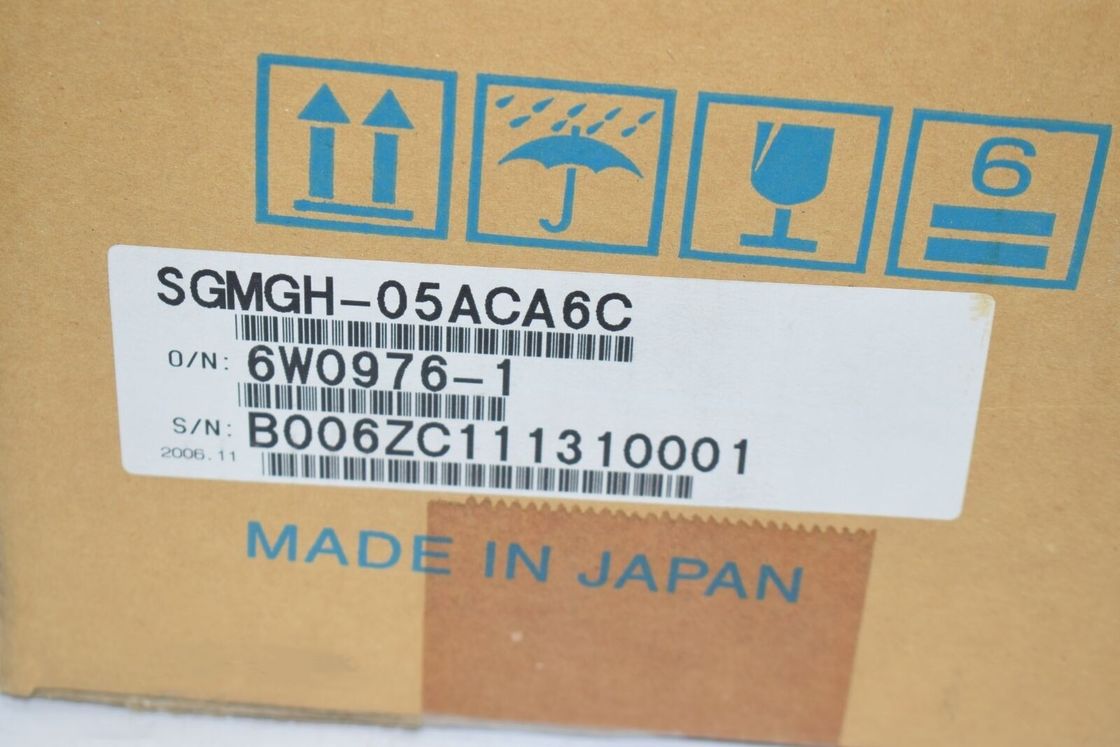 6
SGMGH-05ACA6C
O/N: 6W0976-1
S/N: B006ZC111310001
2006.11
MADE IN JAPAN